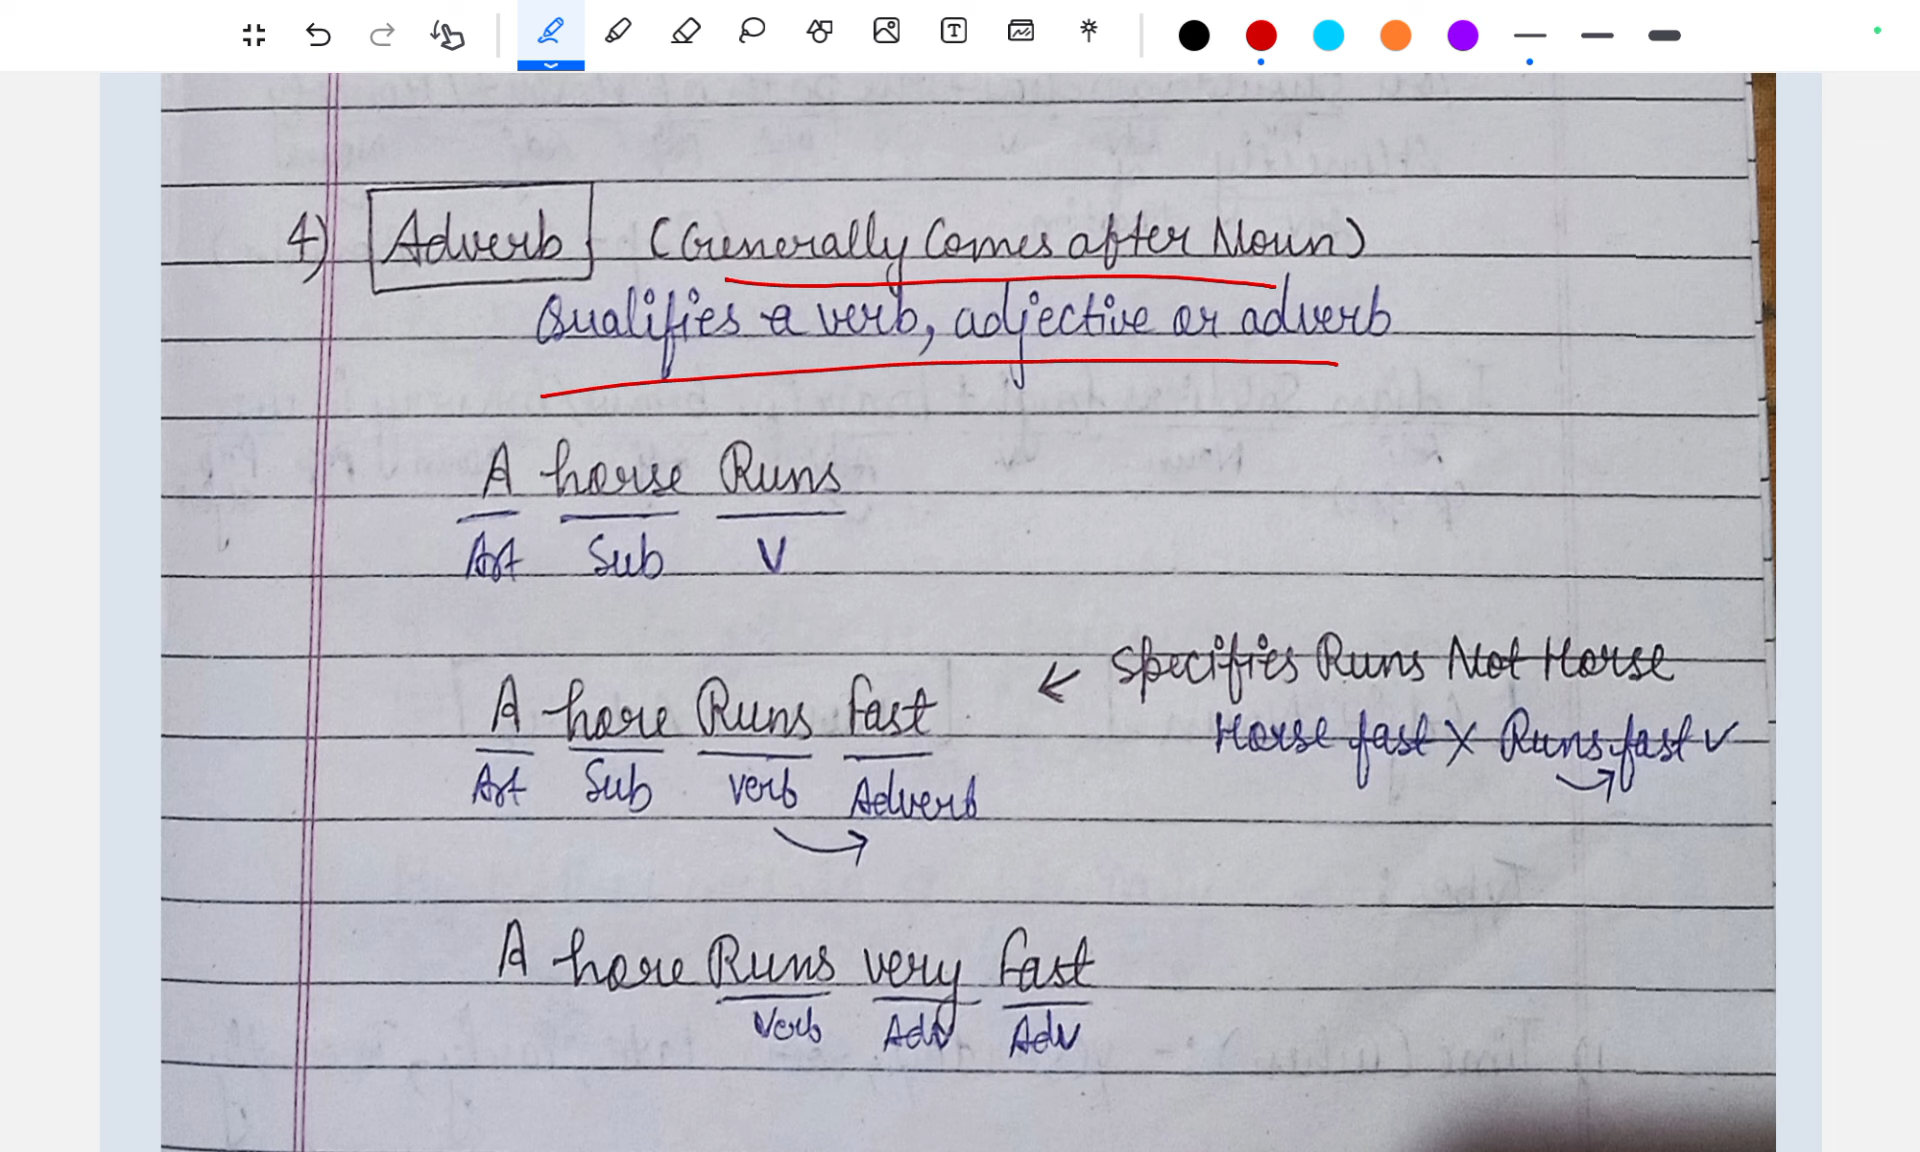 4) Adverb (Generally Comes after Noun)
Qualifies a verb, adjective or adverb
A horse Runs
Art Sub V
← Specifies Runs Not Horse
A hore Runs fast
Horse fast X Runs fast ✓
Art Sub verb Adverb
A hore Runs very fast
Verb Adv Adv